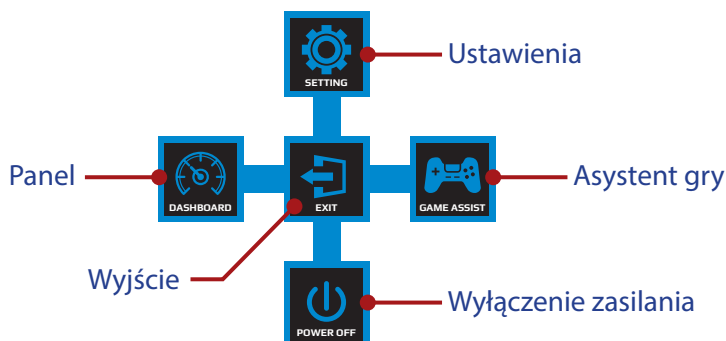 SETTING
Ustawienia
Panel
DASHBOARD
EXIT
GAME ASSIST
Asystent gry
Wyjście
POWER OFF
Wyłączenie zasilania